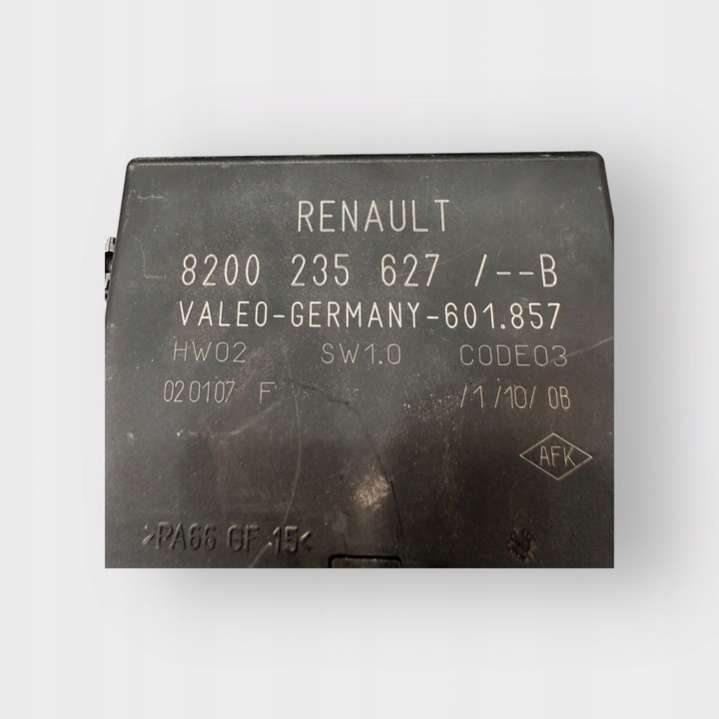 RENAULT
8200 235 627 /--B
VALEO-GERMANY-601.857
HW02 SW1.0 CODE03
020107 F /1/10/0B
AFK
>PA66 GF 15<